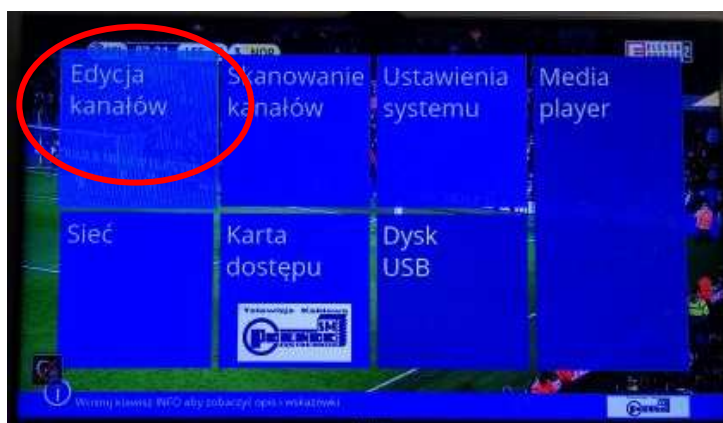 Edycja
kanałów
Skanowanie
kanałów
Ustawienia
systemu
Media
player
Sieć
Karta
dostępu
Telewizja Kablowa
SM
Dysk
USB
Wciśnij klawisz INFO aby zobaczyć opis i wskazówki